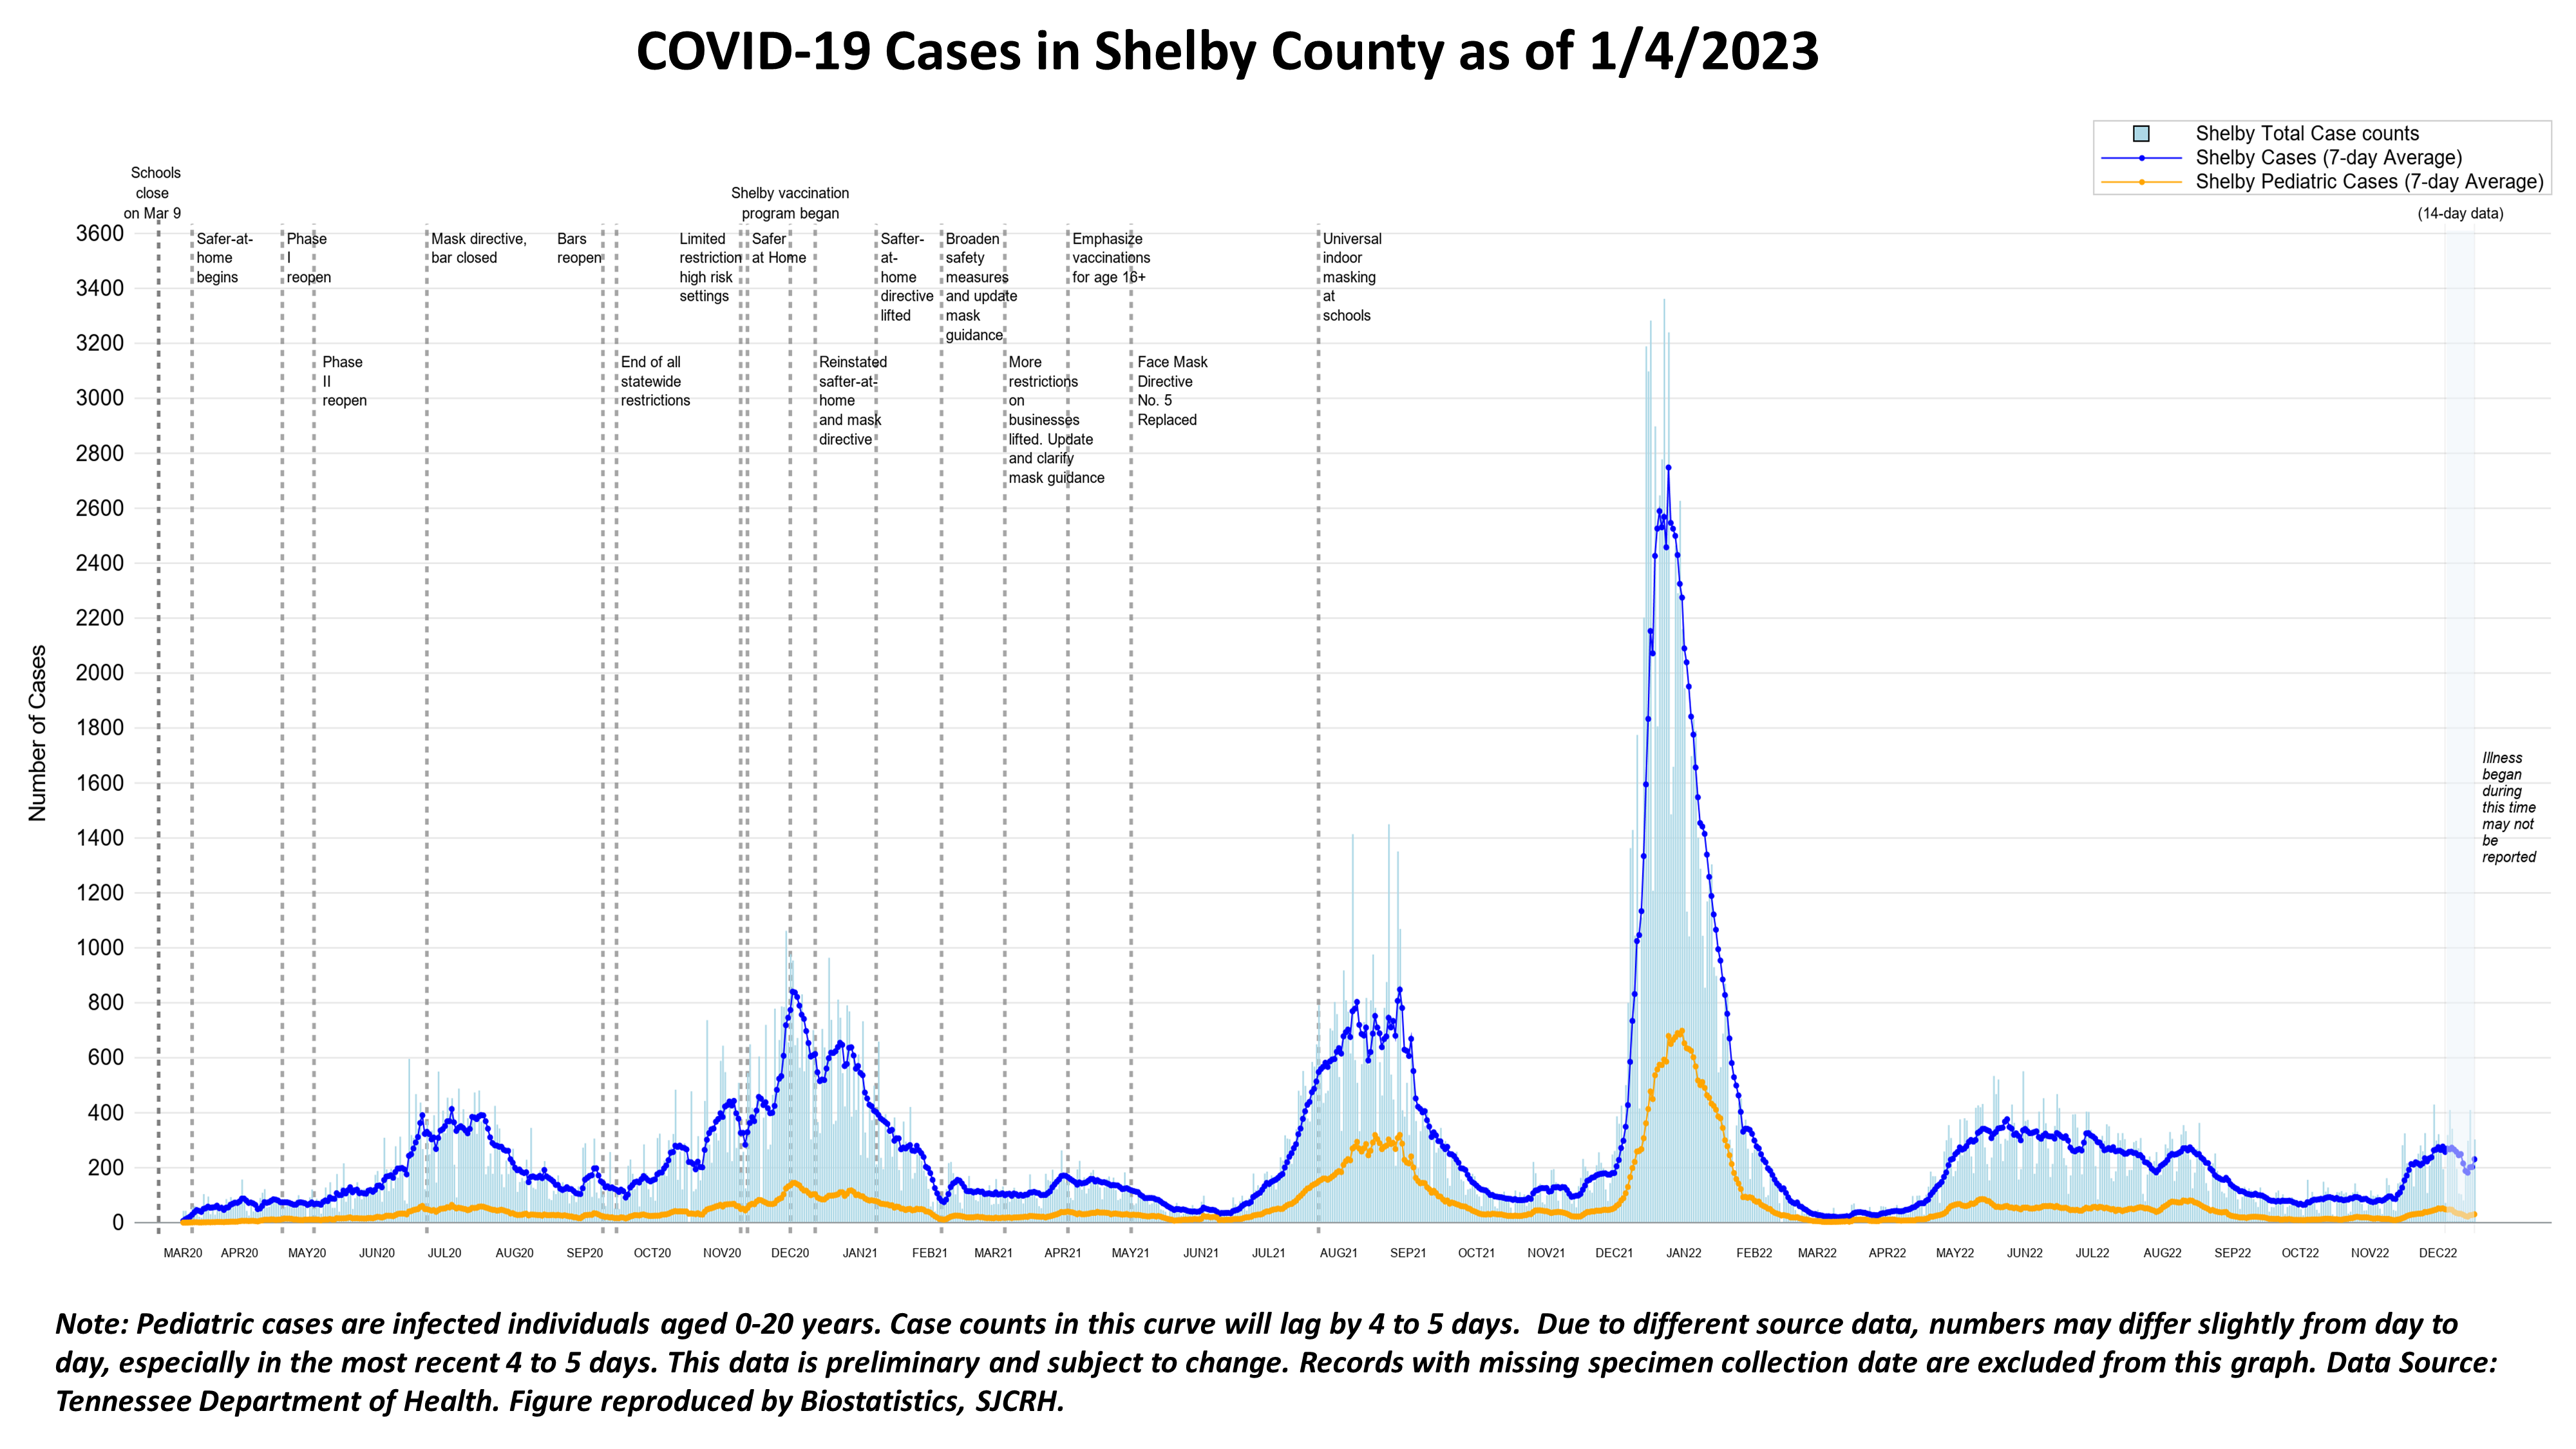 COVID-19 Cases in Shelby County as of 1/4/2023
Shelby Total Case counts
Shelby Cases (7-day Average)
Shelby Pediatric Cases (7-day Average)
Schools
close
on Mar 9
Shelby vaccination
program began
(14-day data)
Safer-at-
home
begins
Phase
I
reopen
Mask directive,
bar closed
Bars
reopen
Limited
restriction
high risk
settings
Safer
at Home
Safter-
at-
home
directive
lifted
Broaden
safety
measures
and update
mask
guidance
Emphasize
vaccinations
for age 16+
Universal
indoor
masking
at
schools
Phase
II
reopen
End of all
statewide
restrictions
Reinstated
safter-at-
home
and mask
directive
More
restrictions
on
businesses
lifted. Update
and clarify
mask guidance
Face Mask
Directive
No. 5
Replaced
Illness
began
during
this time
may not
be
reported
Number of Cases
3600
3400
3200
3000
2800
2600
2400
2200
2000
1800
1600
1400
1200
1000
800
600
400
200
0
MAR20 APR20 MAY20 JUN20 JUL20 AUG20 SEP20 OCT20 NOV20 DEC20 JAN21 FEB21 MAR21 APR21 MAY21 JUN21 JUL21 AUG21 SEP21 OCT21 NOV21 DEC21 JAN22 FEB22 MAR22 APR22 MAY22 JUN22 JUL22 AUG22 SEP22 OCT22 NOV22 DEC22
Note: Pediatric cases are infected individuals aged 0-20 years. Case counts in this curve will lag by 4 to 5 days.  Due to different source data, numbers may differ slightly from day to
day, especially in the most recent 4 to 5 days. This data is preliminary and subject to change. Records with missing specimen collection date are excluded from this graph. Data Source:
Tennessee Department of Health. Figure reproduced by Biostatistics, SJCRH.